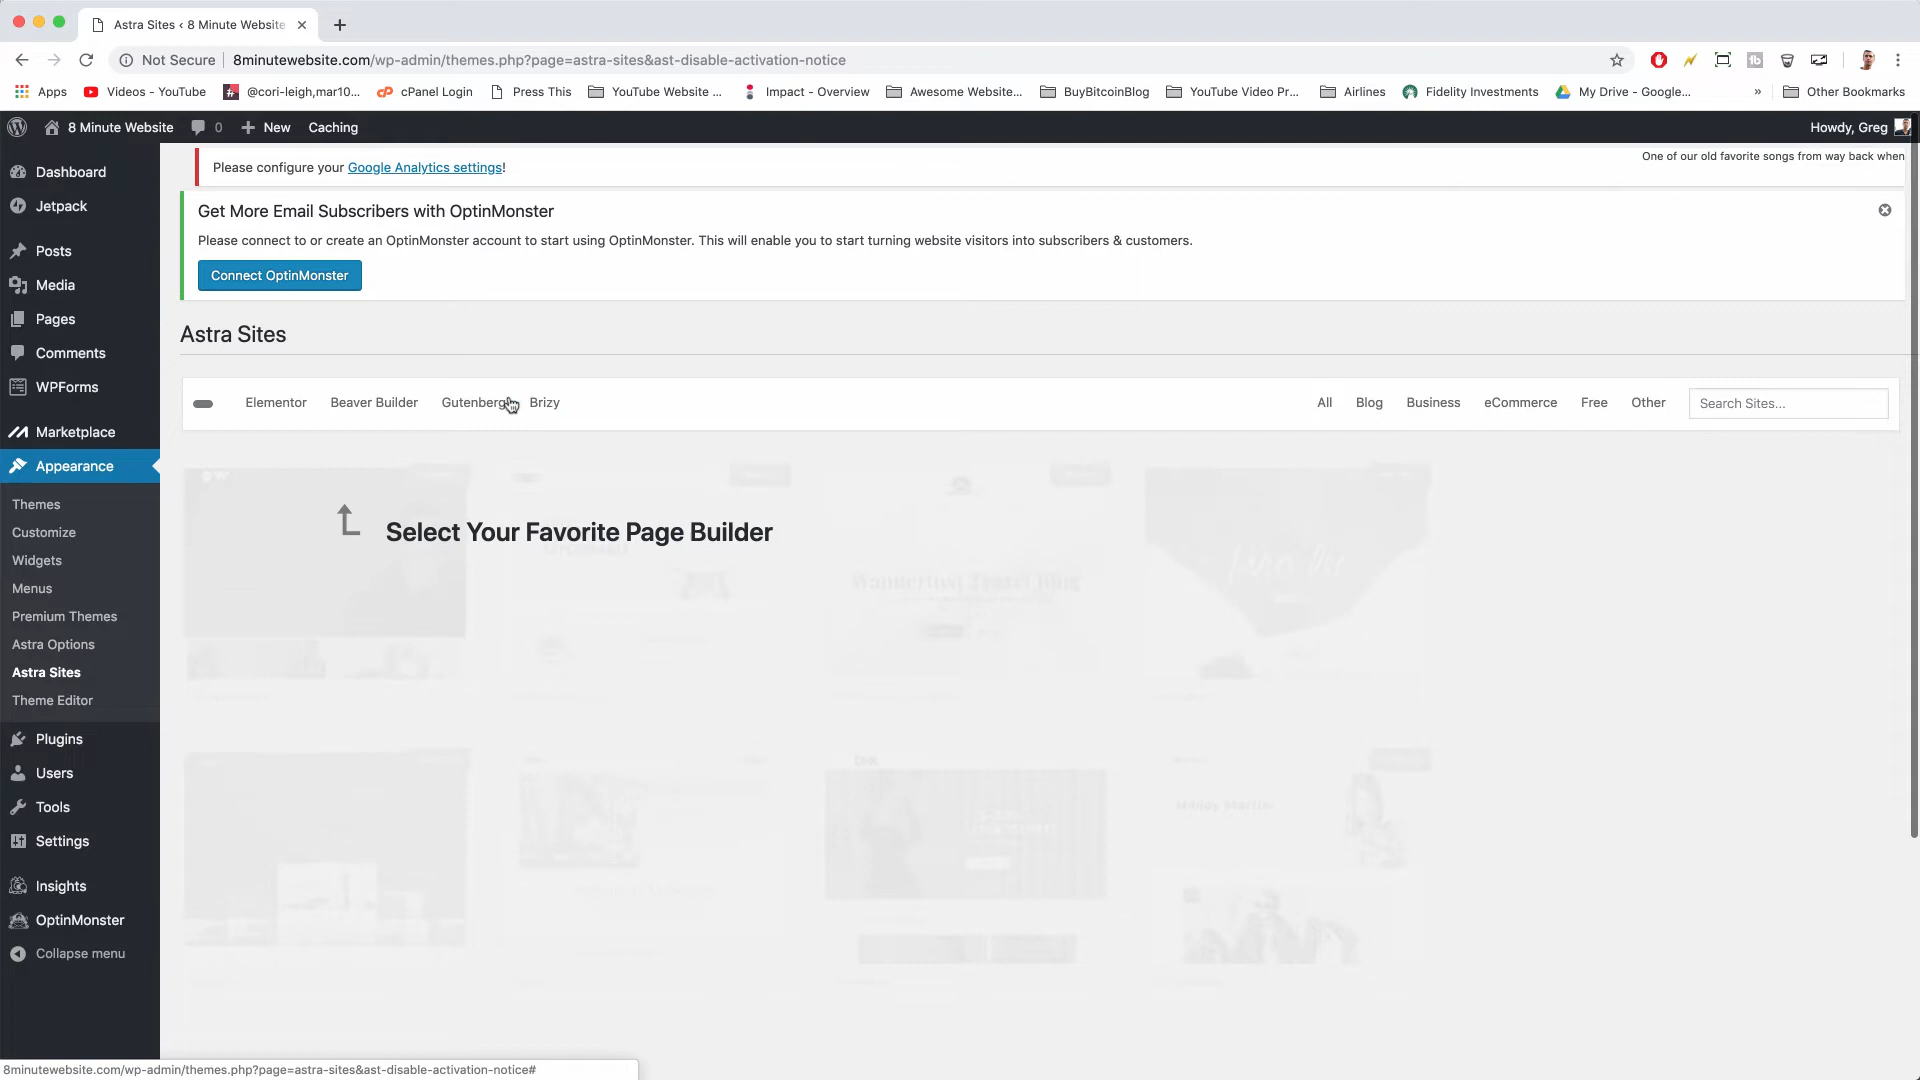 Astra Sites ‹ 8 Minute Website
Not Secure
8minutewebsite.com/wp-admin/themes.php?page=astra-sites&ast-disable-activation-notice
Apps
Videos - YouTube
@cori-leigh,mar10...
cPanel Login
Press This
YouTube Website ...
Impact - Overview
Awesome Website...
BuyBitcoinBlog
YouTube Video Pr...
Airlines
Fidelity Investments
My Drive - Google...
»
Other Bookmarks
8 Minute Website
0
New
Caching
Howdy, Greg
Dashboard
Jetpack
Posts
Media
Pages
Comments
WPForms
Marketplace
Appearance
Themes
Customize
Widgets
Menus
Premium Themes
Astra Options
Astra Sites
Theme Editor
Plugins
Users
Tools
Settings
Insights
OptinMonster
Collapse menu
Please configure your Google Analytics settings!
One of our old favorite songs from way back when
Get More Email Subscribers with OptinMonster
Please connect to or create an OptinMonster account to start using OptinMonster. This will enable you to start turning website visitors into subscribers & customers.
Connect OptinMonster
Astra Sites
Elementor
Beaver Builder
Gutenberg
Brizy
All
Blog
Business
eCommerce
Free
Other
Search Sites...
Select Your Favorite Page Builder
Wanderlust Travel Blog
8minutewebsite.com/wp-admin/themes.php?page=astra-sites&ast-disable-activation-notice#